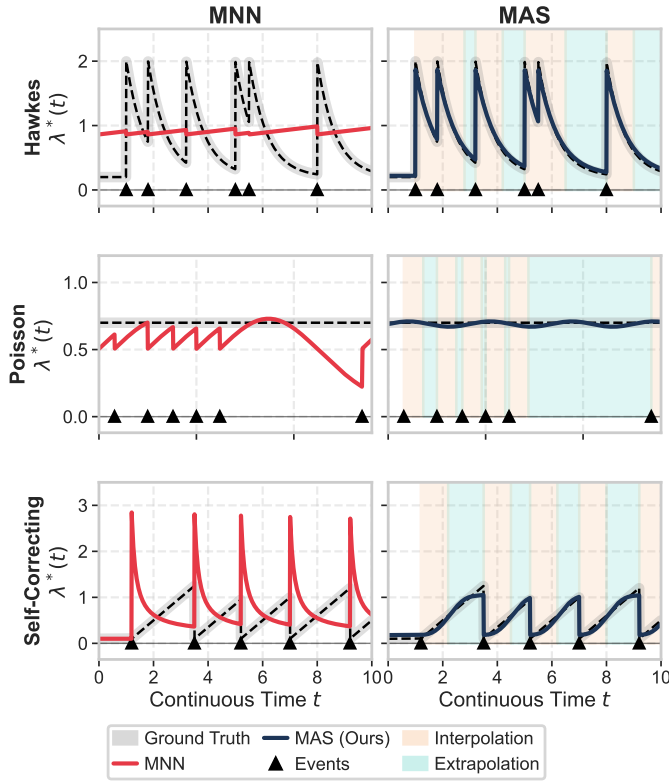 MNN MAS
Hawkes
λ*(t)
2
1
0
Poisson
λ*(t)
1.0
0.5
0.0
Self-Correcting
λ*(t)
3
2
1
0
0 2 4 6 8 10 0 2 4 6 8 10
Continuous Time t Continuous Time t
Ground Truth MAS (Ours) Interpolation
MNN Events Extrapolation